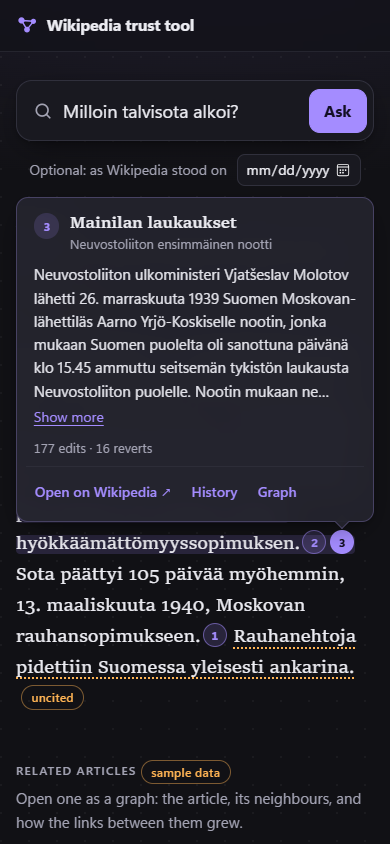 Wikipedia trust tool
Milloin talvisota alkoi?
Ask
Optional: as Wikipedia stood on
mm/dd/yyyy
3
Mainilan laukaukset
Neuvostoliiton ensimmäinen nootti
Neuvostoliiton ulkoministeri Vjatšeslav Molotov
lähetti 26. marraskuuta 1939 Suomen Moskovan-
lähettiläs Aarno Yrjö-Koskiselle nootin, jonka
mukaan Suomen puolelta oli sanottuna päivänä
klo 15.45 ammuttu seitsemän tykistön laukausta
Neuvostoliiton puolelle. Nootin mukaan ne...
Show more
177 edits · 16 reverts
Open on Wikipedia ↗ History Graph
hyökkäämättömyyssopimuksen. 2 3
Sota päättyi 105 päivää myöhemmin,
13. maaliskuuta 1940, Moskovan
rauhansopimukseen. 1 Rauhanehtoja
pidettiin Suomessa yleisesti ankarina.
uncited
RELATED ARTICLES sample data
Open one as a graph: the article, its neighbours, and
how the links between them grew.